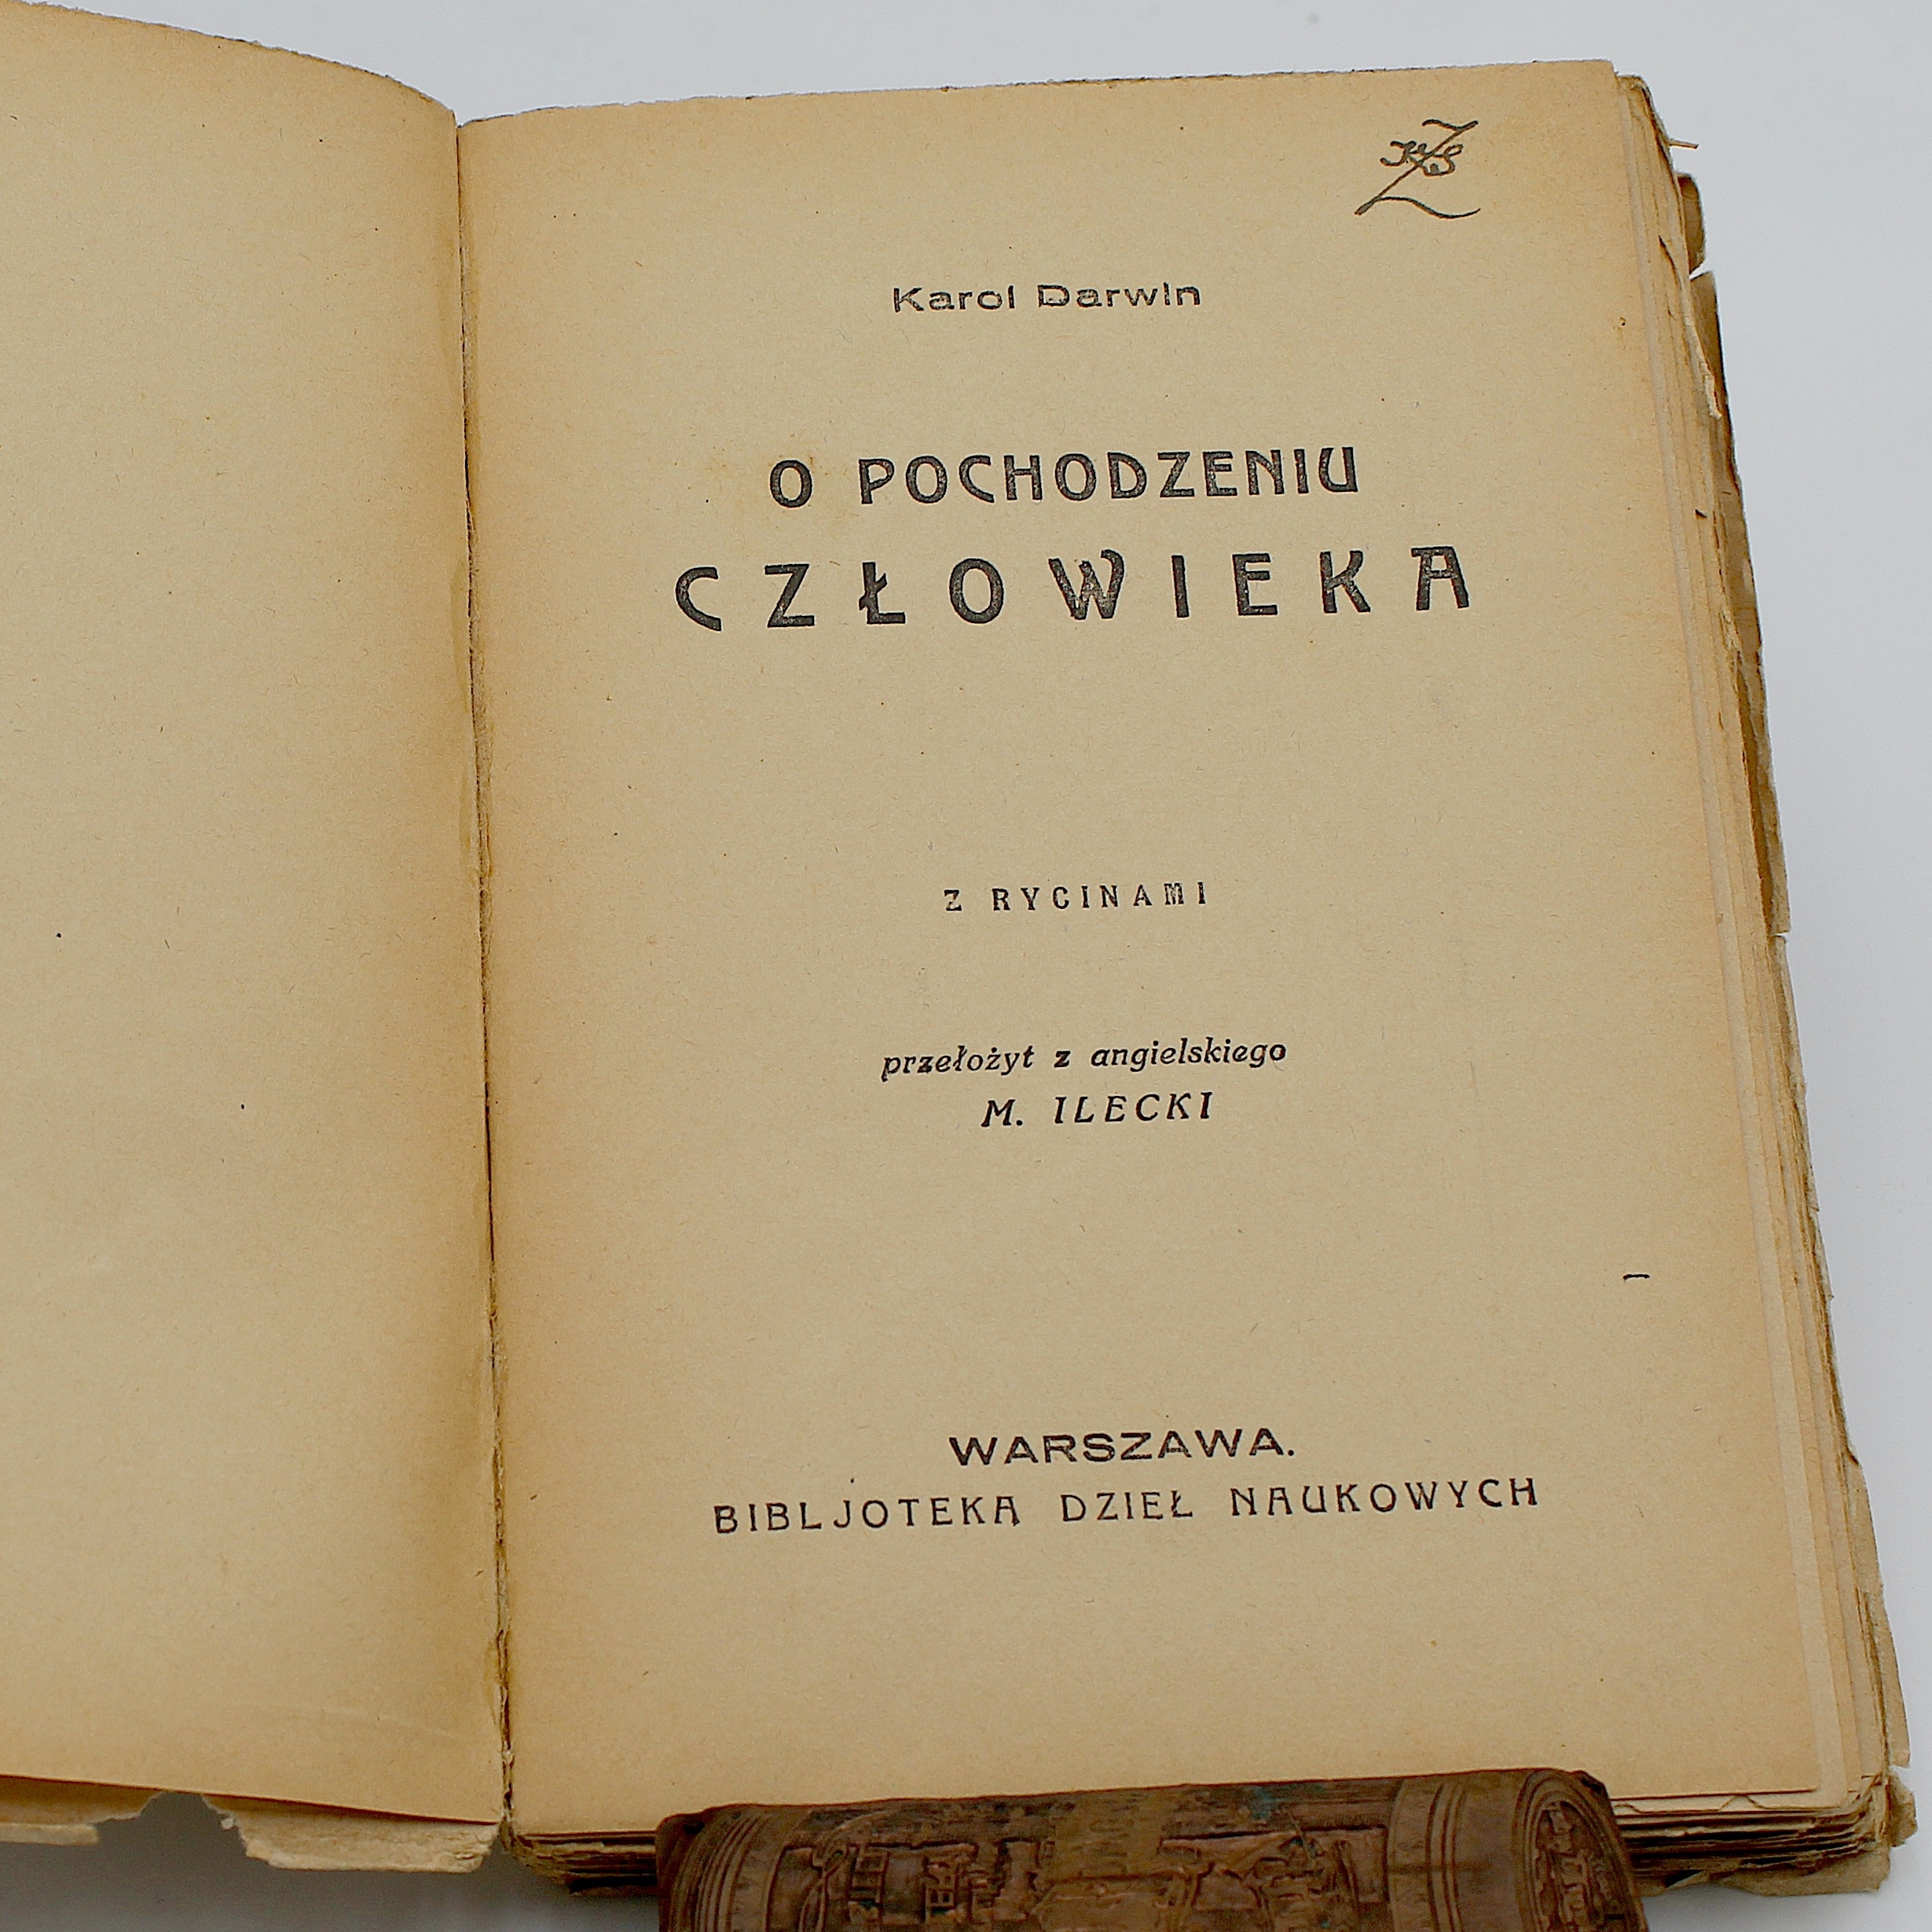 Karol Darwin
O POCHODZENIU
CZŁOWIEKA
Z RYCINAMI
przełożył z angielskiego
M. ILECKI
WARSZAWA.
BIBLJOTEKA DZIEŁ NAUKOWYCH